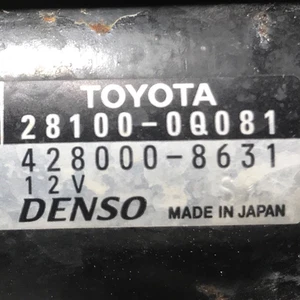 TOYOTA
28100-0Q081
428000-8631
12V
DENSO MADE IN JAPAN